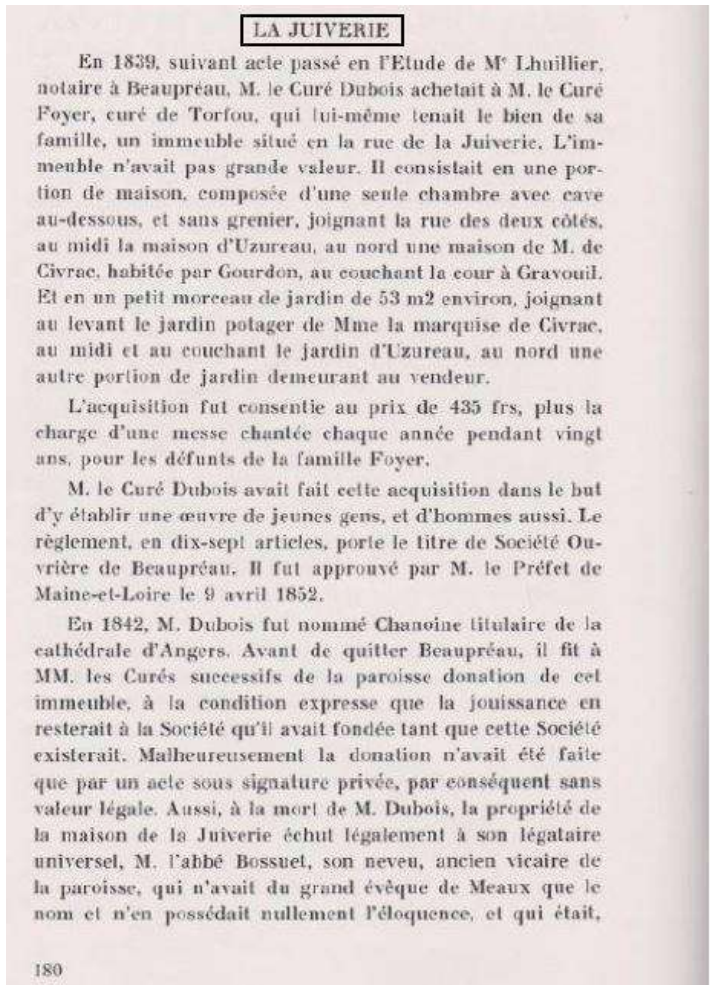 LA JUIVERIE
En 1839, suivant acte passé en l'Etude de Mᵉ Lhuillier,
notaire à Beaupréau, M. le Curé Dubois achetait à M. le Curé
Foyer, curé de Torfou, qui lui-même tenait le bien de sa
famille, un immeuble situé en la rue de la Juiverie. L'im-
meuble n'avait pas grande valeur. Il consistait en une por-
tion de maison, composée d'une seule chambre avec cave
au-dessous, et sans grenier, joignant la rue des deux côtés,
au midi la maison d'Uzureau, au nord une maison de M. de
Civrac, habitée par Gourdon, au couchant la cour à Gravouil.
Et en un petit morceau de jardin de 53 m2 environ, joignant
au levant le jardin potager de Mme la marquise de Civrac,
au midi et au couchant le jardin d'Uzureau, au nord une
autre portion de jardin demeurant au vendeur.
L'acquisition fut consentie au prix de 435 frs, plus la
charge d'une messe chantée chaque année pendant vingt
ans, pour les défunts de la famille Foyer.
M. le Curé Dubois avait fait cette acquisition dans le but
d'y établir une œuvre de jeunes gens, et d'hommes aussi. Le
règlement, en dix-sept articles, porte le titre de Société Ou-
vrière de Beaupréau. Il fut approuvé par M. le Préfet de
Maine-et-Loire le 9 avril 1852.
En 1842, M. Dubois fut nommé Chanoine titulaire de la
cathédrale d'Angers. Avant de quitter Beaupréau, il fit à
MM. les Curés successifs de la paroisse donation de cet
immeuble, à la condition expresse que la jouissance en
resterait à la Société qu'il avait fondée tant que cette Société
existerait. Malheureusement la donation n'avait été faite
que par un acte sous signature privée, par conséquent sans
valeur légale. Aussi, à la mort de M. Dubois, la propriété de
la maison de la Juiverie échut légalement à son légataire
universel, M. l'abbé Bossuet, son neveu, ancien vicaire de
la paroisse, qui n'avait du grand évêque de Meaux que le
nom et n'en possédait nullement l'éloquence, et qui était,
180